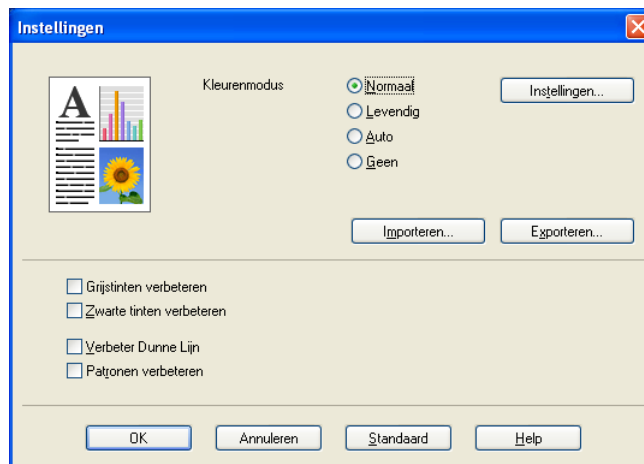 Instellingen
A
Kleurenmodus
Normaal
Levendig
Auto
Geen
Instellingen...
Importeren...
Exporteren...
Grijstinten verbeteren
Zwarte tinten verbeteren
Verbeter Dunne Lijn
Patronen verbeteren
OK
Annuleren
Standaard
Help